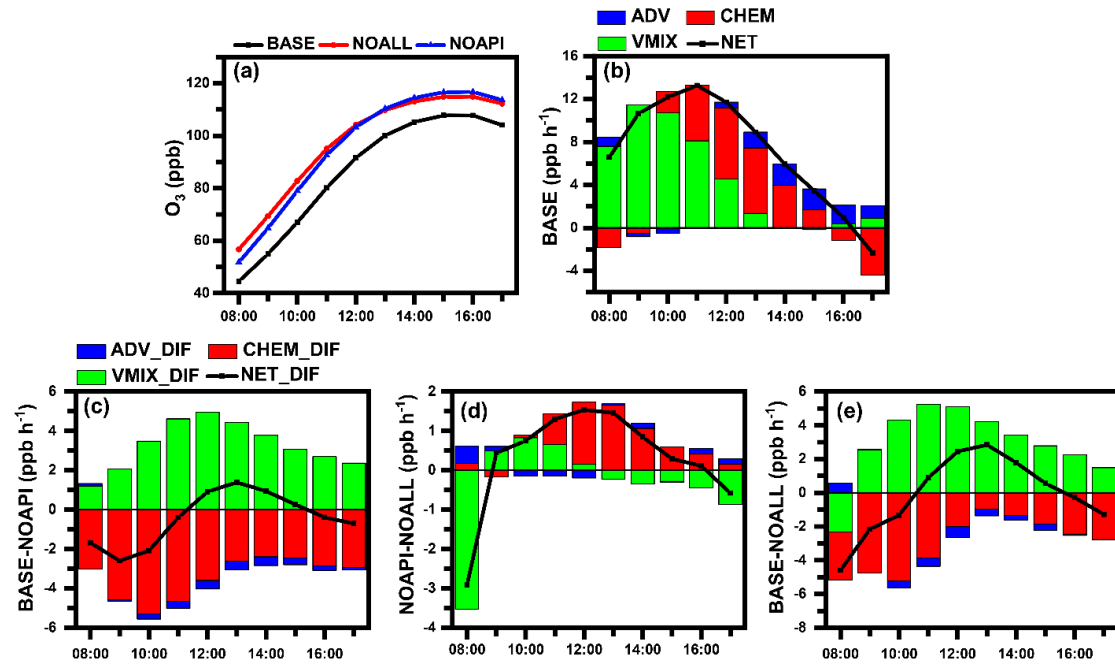 BASE NOALL NOAPI
(a)
O3 (ppb)
120
100
80
60
40
08:00 10:00 12:00 14:00 16:00
ADV CHEM
VMIX NET
(b)
BASE (ppb h-1)
16
12
8
4
0
-4
08:00 10:00 12:00 14:00 16:00
ADV_DIF CHEM_DIF
VMIX_DIF NET_DIF
(c)
BASE-NOAPI (ppb h-1)
6
4
2
0
-2
-4
-6
08:00 10:00 12:00 14:00 16:00
(d)
NOAPI-NOALL (ppb h-1)
2
1
0
-1
-2
-3
-4
08:00 10:00 12:00 14:00 16:00
(e)
BASE-NOALL (ppb h-1)
6
4
2
0
-2
-4
-6
-8
08:00 10:00 12:00 14:00 16:00